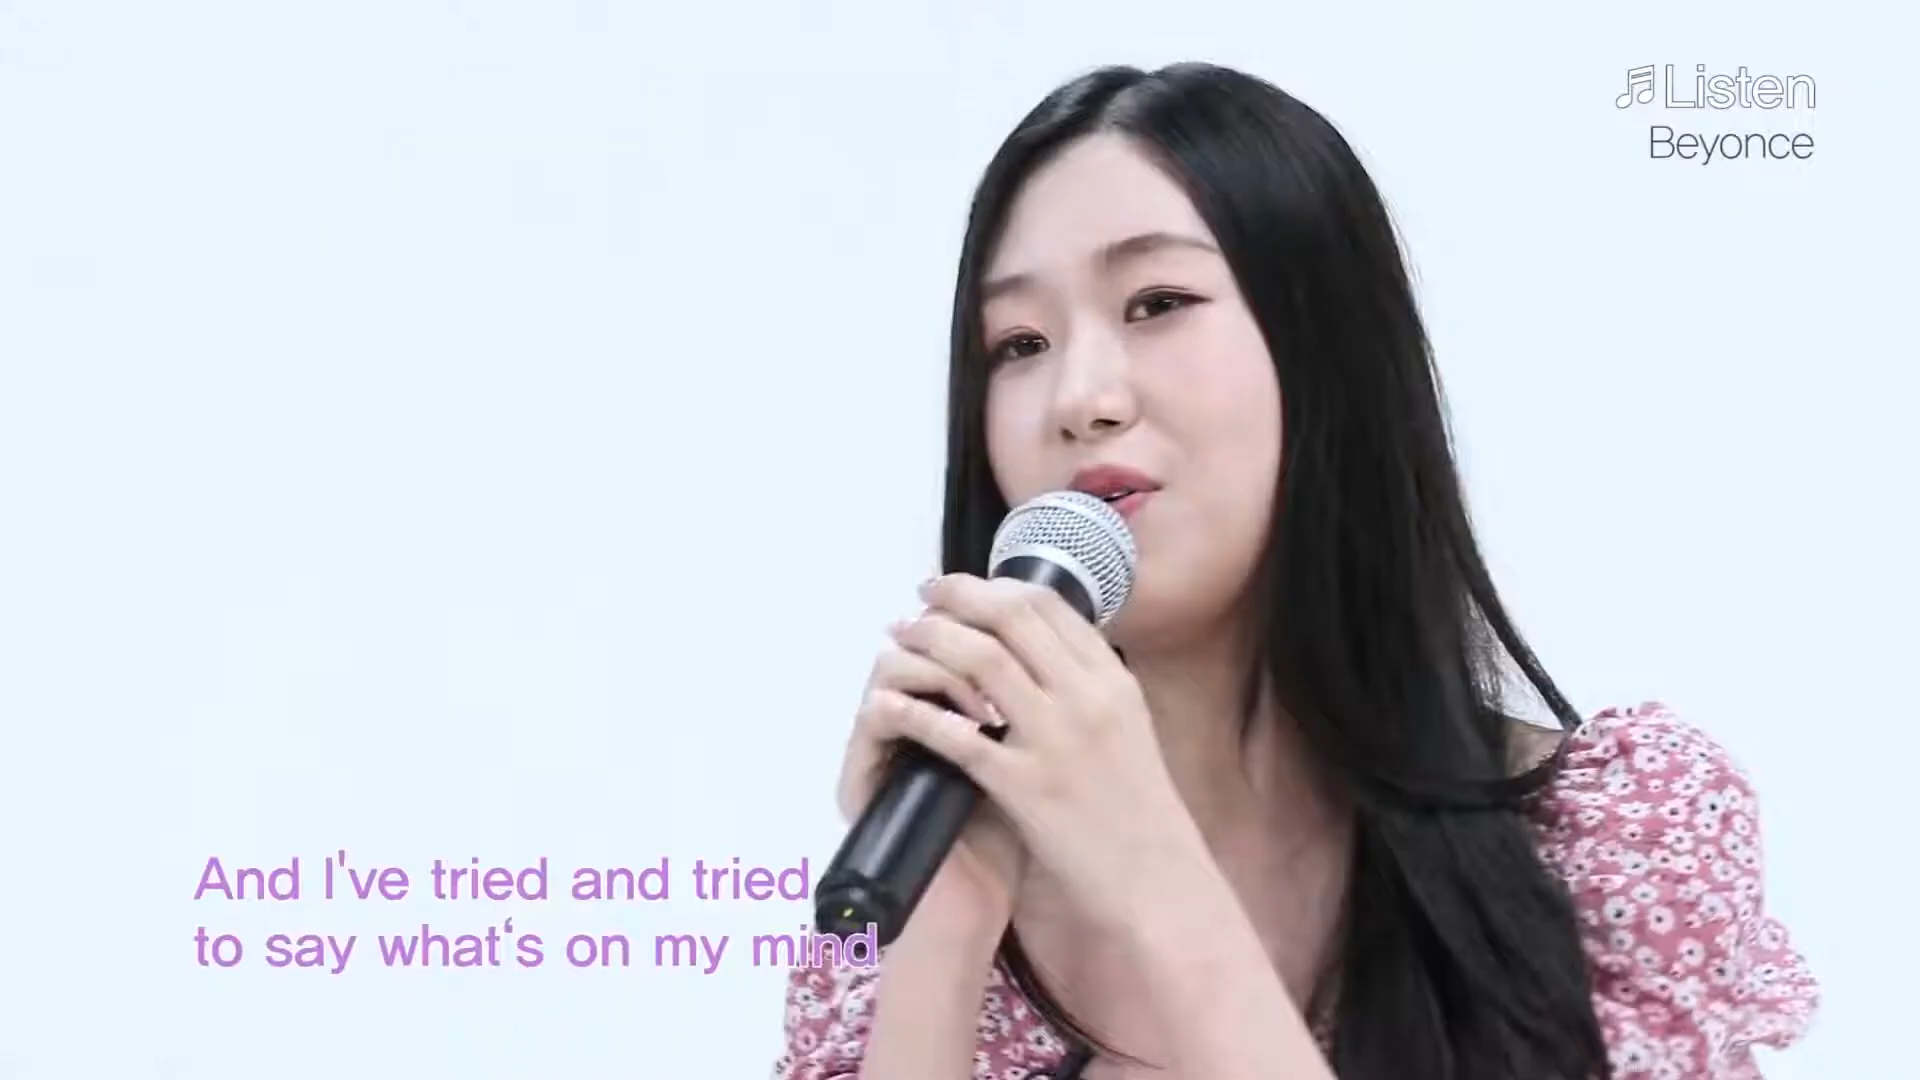 ♫Listen
Beyonce
And I've tried and tried
to say what‘s on my mind